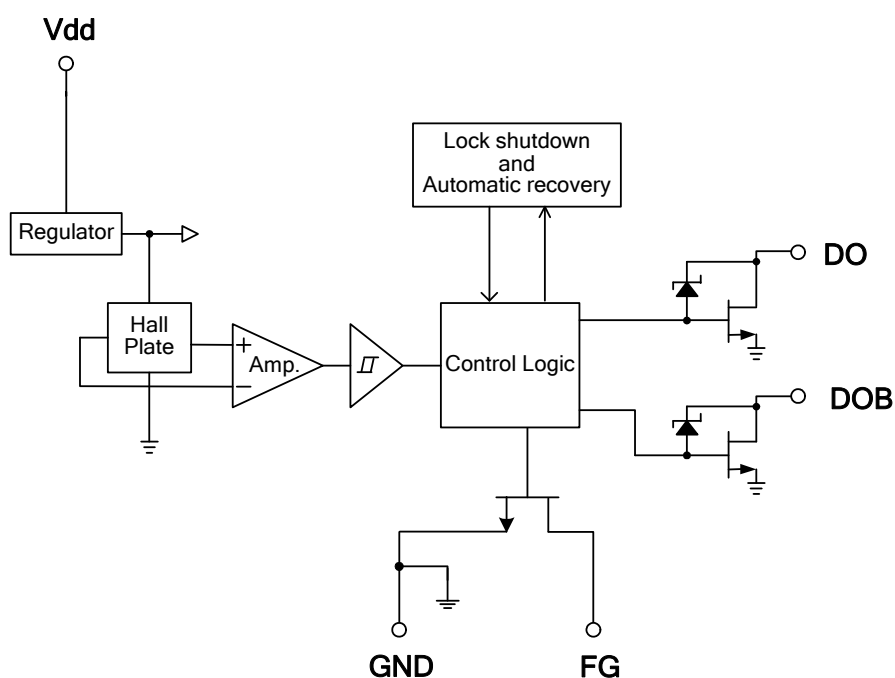 Vdd
Lock shutdown
and
Automatic recovery
Regulator
DO
Hall
Plate
+
Amp.
−
Control Logic
DOB
GND
FG